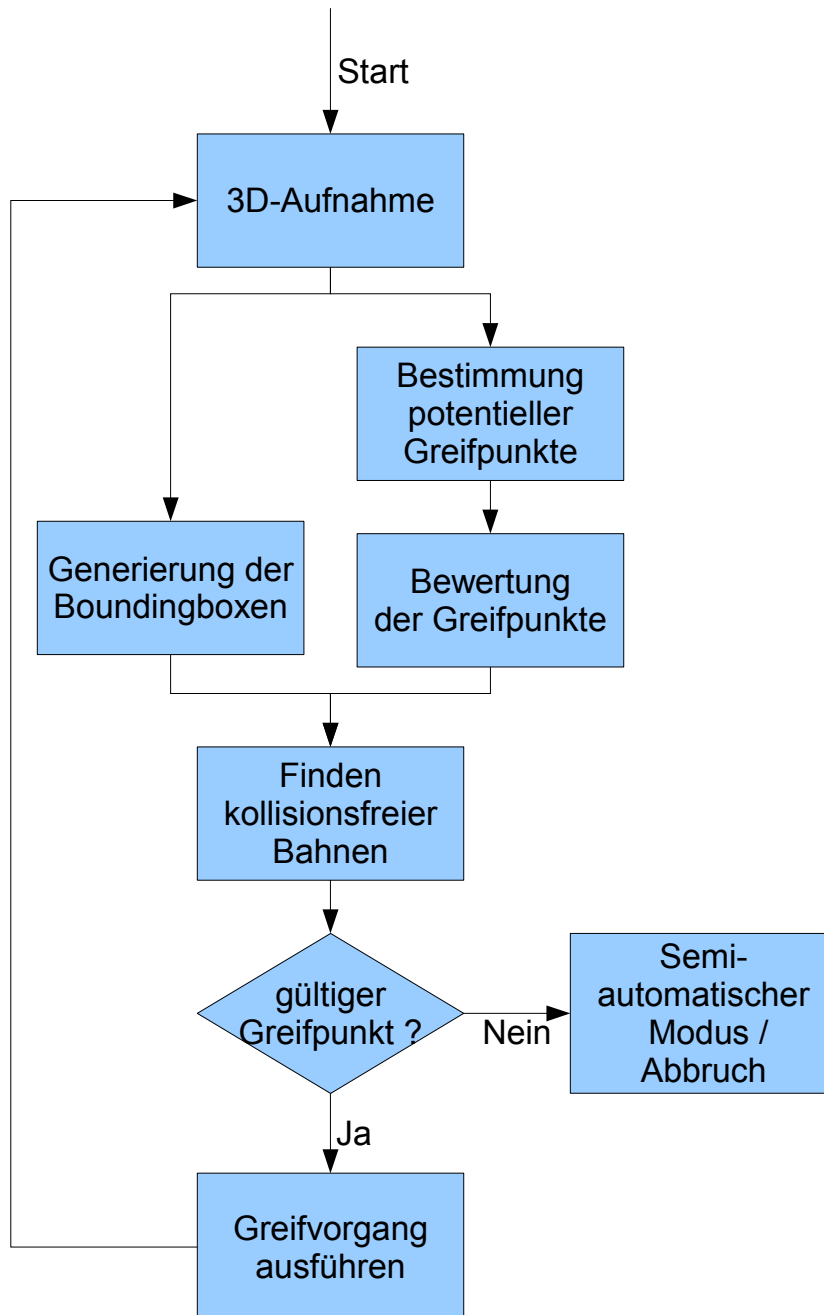 Start
3D-Aufnahme
Bestimmung
potentieller
Greifpunkte
Generierung der
Boundingboxen
Bewertung
der Greifpunkte
Finden
kollisionsfreier
Bahnen
gültiger
Greifpunkt ?
Nein
Semi-
automatischer
Modus /
Abbruch
Ja
Greifvorgang
ausführen